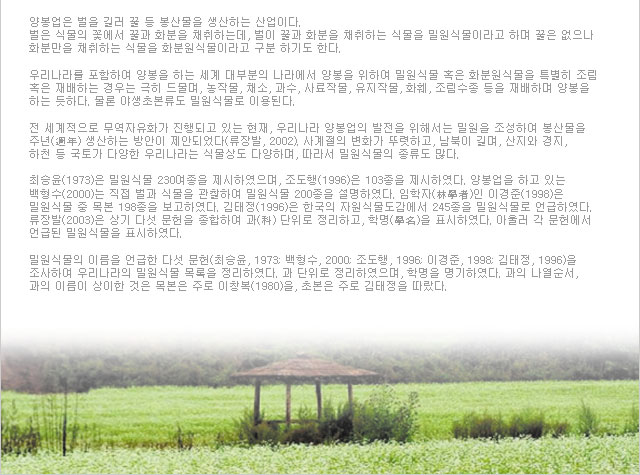 양봉업은 벌을 길러 꿀 등 봉산물을 생산하는 산업이다.
벌은 식물의 꽃에서 꿀과 화분을 채취하는데, 벌이 꿀과 화분을 채취하는 식물을 밀원식물이라고 하며 꿀은 없으나
화분만을 채취하는 식물을 화분원식물이라고 구분 하기도 한다.
우리나라를 포함하여 양봉을 하는 세계 대부분의 나라에서 양봉을 위하여 밀원식물 혹은 화분원식물을 특별히 조림
혹은 재배하는 경우는 극히 드물며, 농작물, 채소, 과수, 사료작물, 유지작물, 화훼, 조림수종 등을 재배하며 양봉을
하는 듯하다. 물론 야생초본류도 밀원식물로 이용된다.
전 세계적으로 무역자유화가 진행되고 있는 현재, 우리나라 양봉업의 발전을 위해서는 밀원을 조성하여 봉산물을
주년(週年) 생산하는 방안이 제안되었다(류장발, 2002). 사계절의 변화가 뚜렷하고, 남북이 길며, 산지와 경지,
하천 등 국토가 다양한 우리나라는 식물상도 다양하며, 따라서 밀원식물의 종류도 많다.
최승윤(1973)은 밀원식물 230여종을 제시하였으며, 조도행(1996)은 103종을 제시하였다. 양봉업을 하고 있는
백형수(2000)는 직접 벌과 식물을 관찰하여 밀원식물 200종을 설명하였다. 임학자(林學者)인 이경준(1998)은
밀원식물 중 목본 198종을 보고하였다. 김태정(1996)은 한국의 자원식물도감에서 245종을 밀원식물로 언급하였다.
류장발(2003)은 상기 다섯 문헌을 종합하여 과(科) 단위로 정리하고, 학명(學名)을 표시하였다. 아울러 각 문헌에서
언급된 밀원식물을 표시하였다.
밀원식물의 이름을 언급한 다섯 문헌(최승윤, 1973; 백형수, 2000; 조도행, 1996; 이경준, 1998; 김태정, 1996)을
조사하여 우리나라의 밀원식물 목록을 정리하였다. 과 단위로 정리하였으며, 학명을 명기하였다. 과의 나열순서,
과의 이름이 상이한 것은 목본은 주로 이창복(1980)을, 초본은 주로 김태정을 따랐다.